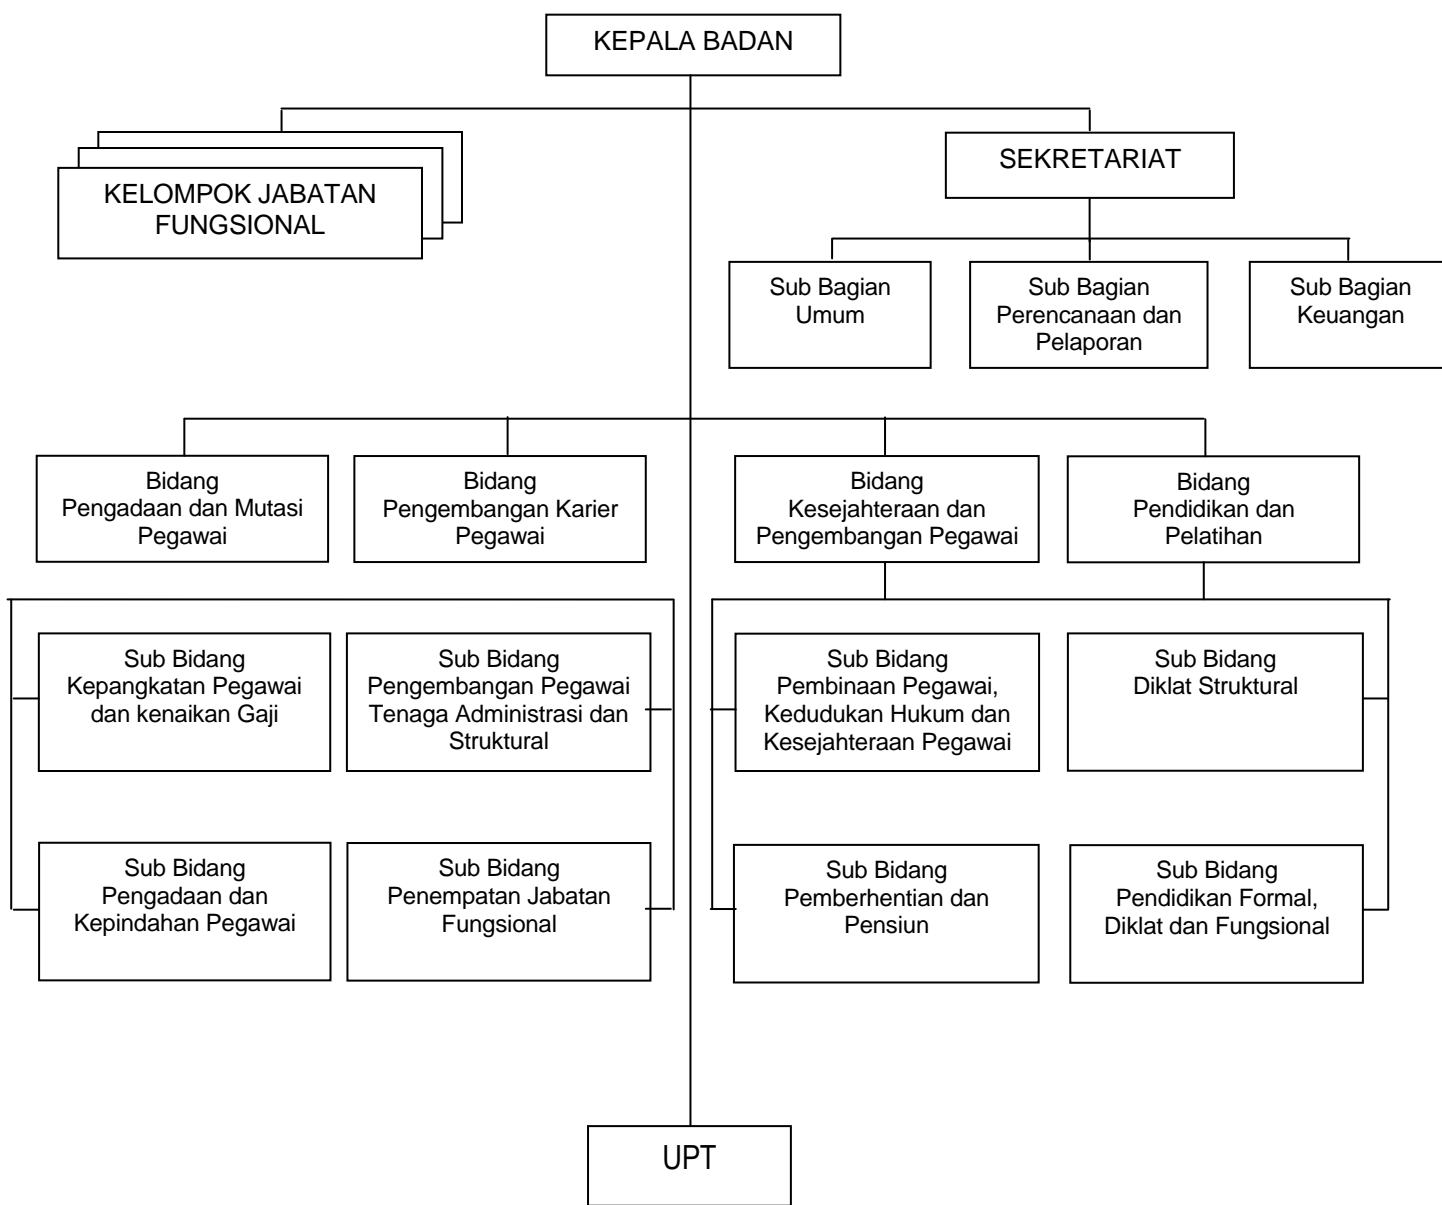 KEPALA BADAN
KELOMPOK JABATAN
FUNGSIONAL
SEKRETARIAT
Sub Bagian
Umum
Sub Bagian
Perencanaan dan
Pelaporan
Sub Bagian
Keuangan
Bidang
Pengadaan dan Mutasi
Pegawai
Bidang
Pengembangan Karier
Pegawai
Bidang
Kesejahteraan dan
Pengembangan Pegawai
Bidang
Pendidikan dan
Pelatihan
Sub Bidang
Kepangkatan Pegawai
dan kenaikan Gaji
Sub Bidang
Pengembangan Pegawai
Tenaga Administrasi dan
Struktural
Sub Bidang
Pembinaan Pegawai,
Kedudukan Hukum dan
Kesejahteraan Pegawai
Sub Bidang
Diklat Struktural
Sub Bidang
Pengadaan dan
Kepindahan Pegawai
Sub Bidang
Penempatan Jabatan
Fungsional
Sub Bidang
Pemberhentian dan
Pensiun
Sub Bidang
Pendidikan Formal,
Diklat dan Fungsional
UPT